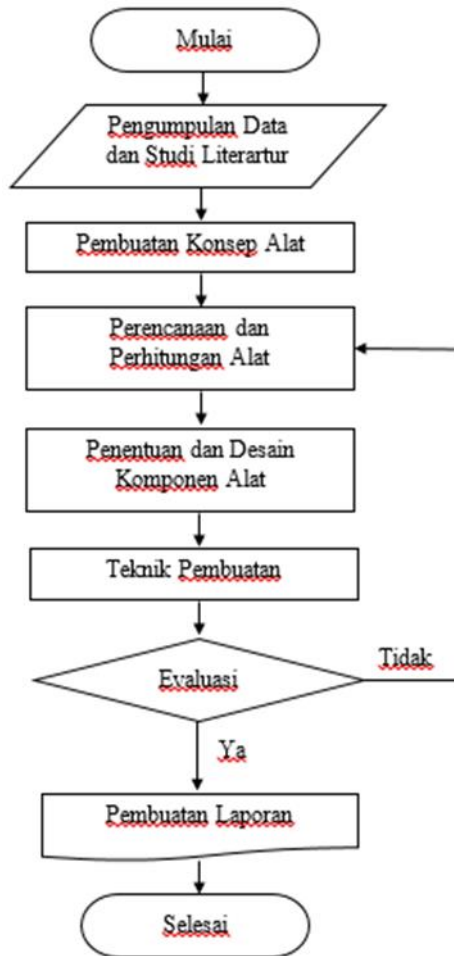 Mulai
Pengumpulan Data
dan Studi Literartur
Pembuatan Konsep Alat
Perencanaan dan
Perhitungan Alat
Penentuan dan Desain
Komponen Alat
Teknik Pembuatan
Evaluasi
Tidak
Ya
Pembuatan Laporan
Selesai